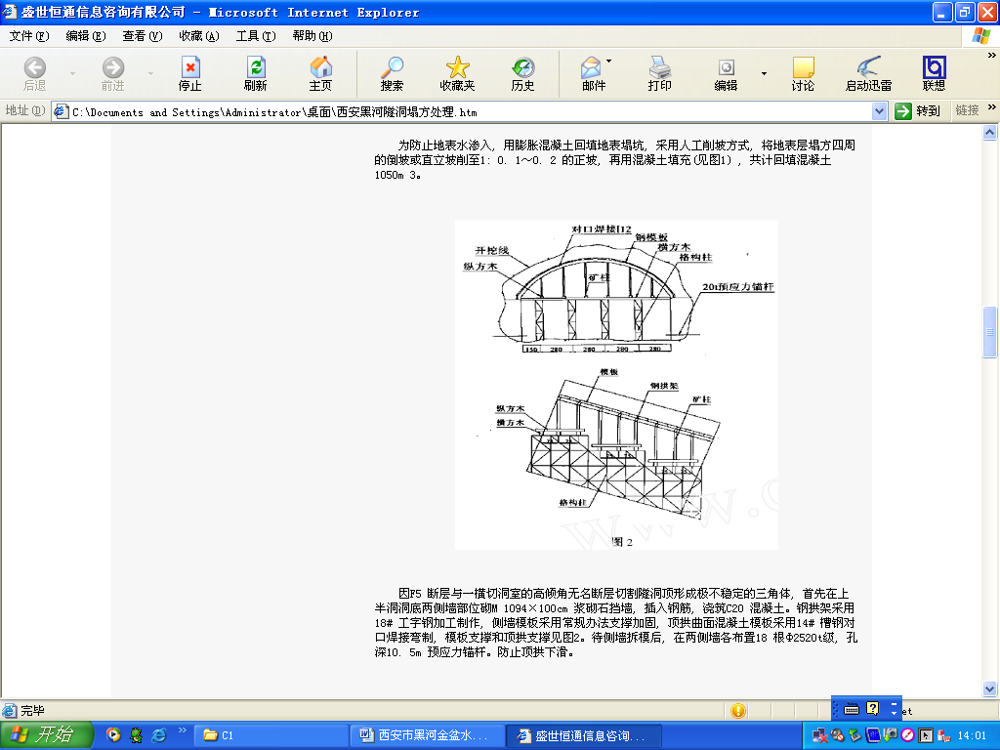 盛世恒通信息咨询有限公司 - Microsoft Internet Explorer
文件(F) 编辑(E) 查看(V) 收藏(A) 工具(T) 帮助(H)
后退 前进 停止 刷新 主页 搜索 收藏夹 历史 邮件 打印 编辑 讨论 启动迅雷 联想
地址(D) C:\Documents and Settings\Administrator\桌面\西安黑河隧洞塌方处理.htm 转到 链接
为防止地表水渗入, 用膨胀混凝土回填地表塌坑, 采用人工削坡方式, 将地表层塌方四周
的倒坡或直立坡削至1: 0. 1~0. 2 的正坡, 再用混凝土填充(见图1) , 共计回填混凝土
1050m 3。
对口焊接[12
钢模板
开挖线
横方木
格构柱
纵方木
矿柱
20t预应力锚杆
150 280 280 280 280
模板
钢拱架
矿柱
纵方木
横方木
格构柱
www.c
图 2
因F5 断层与一横切洞室的高倾角无名断层切割隧洞顶形成极不稳定的三角体, 首先在上
半洞洞底两侧墙部位砌M 1094×100cm 浆砌石挡墙, 插入钢筋, 浇筑C20 混凝土。钢拱架采用
18# 工字钢加工制作, 侧墙模板采用常规办法支撑加固, 顶拱曲面混凝土模板采用14# 槽钢对
口焊接弯制, 模板支撑和顶拱支撑见图2。待侧墙拆模后, 在两侧墙各布置18 根Φ2520t级, 孔
深10. 5m 预应力锚杆。防止顶拱下滑。
完毕
et
开始 C1 西安市黑河金盆水... 盛世恒通信息咨询... 14:01